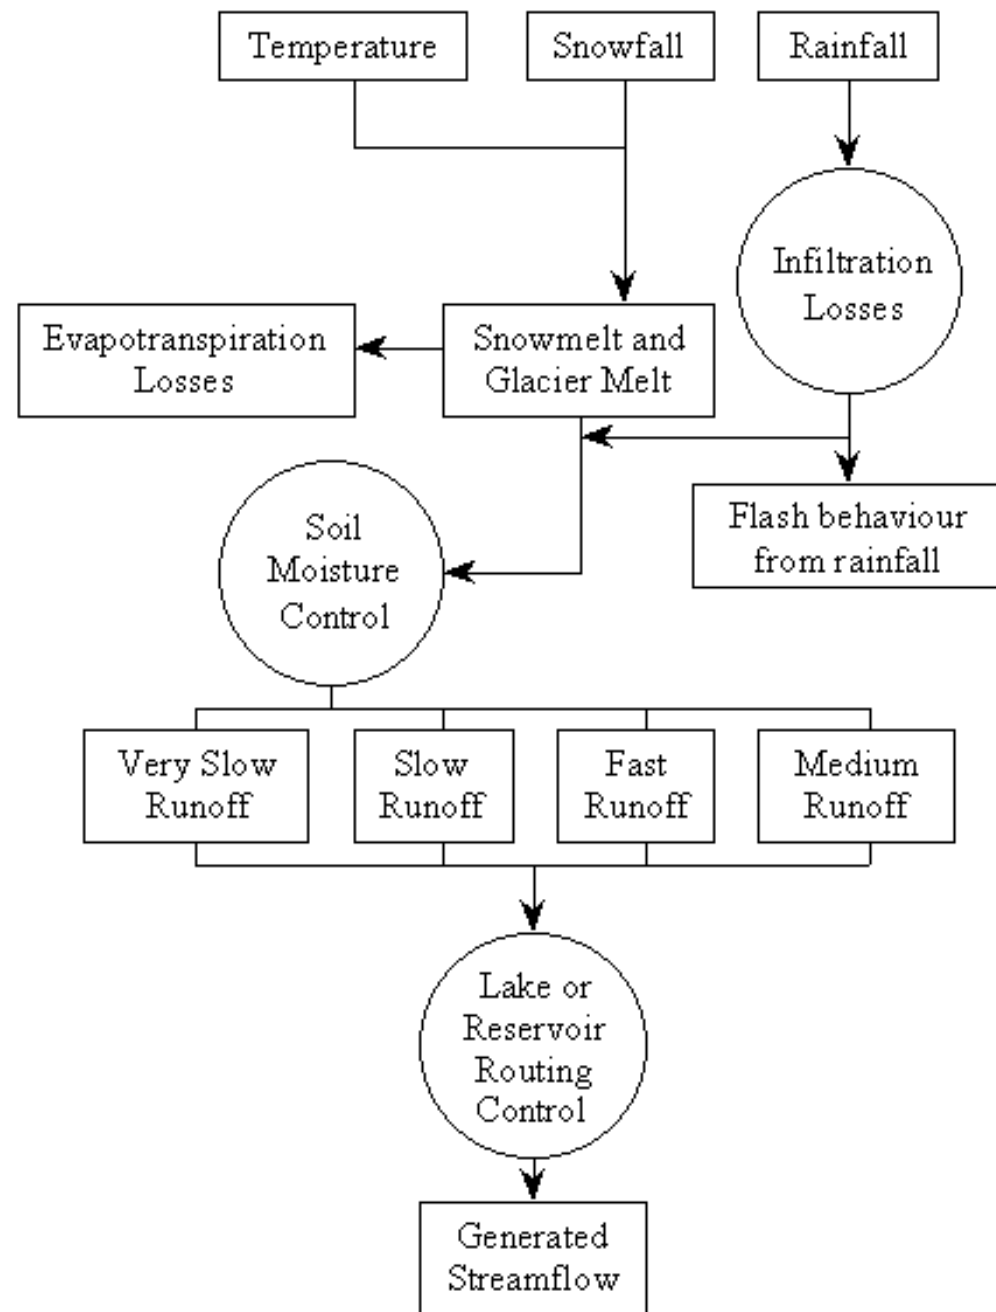 Temperature
Snowfall
Rainfall
Infiltration
Losses
Evapotranspiration
Losses
Snowmelt and
Glacier Melt
Flash behaviour
from rainfall
Soil
Moisture
Control
Very Slow
Runoff
Slow
Runoff
Fast
Runoff
Medium
Runoff
Lake or
Reservoir
Routing
Control
Generated
Streamflow